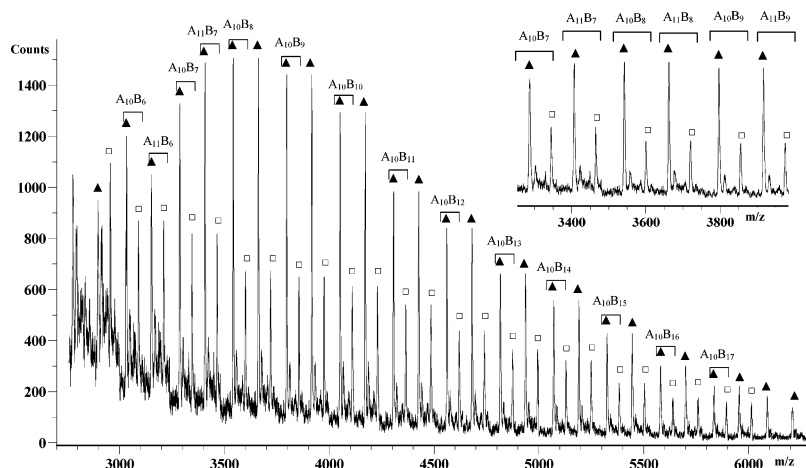 Counts
1400
1200
1000
800
600
400
200
0
3000
3500
4000
4500
5000
5500
6000
m/z
A10B6
A11B6
A10B7
A11B7
A10B8
A10B9
A10B10
A10B11
A10B12
A10B13
A10B14
A10B15
A10B16
A10B17
A10B7
A11B7
A10B8
A11B8
A10B9
A11B9
3400
3600
3800
m/z